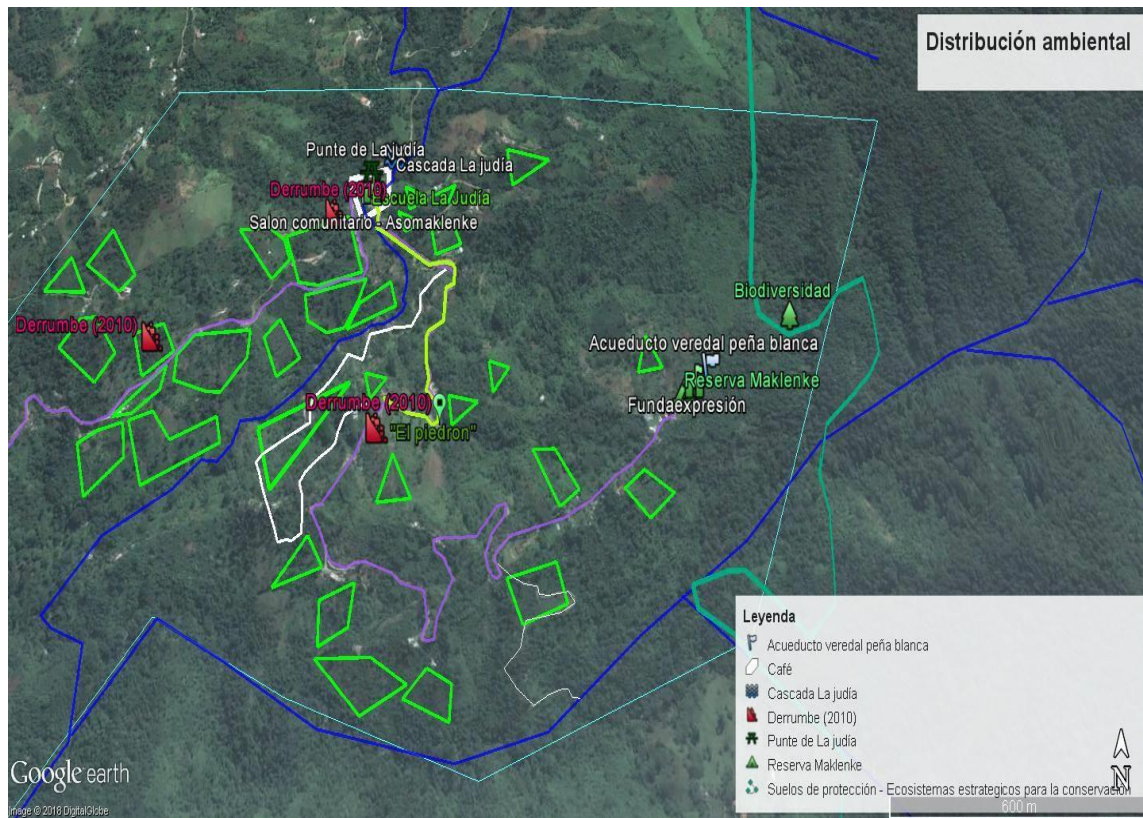 Distribución ambiental
Punte de La judía
Cascada La judía
Derrumbe (2010)
Escuela La Judía
Salon comunitario - Asomaklenke
Biodiversidad
Derrumbe (2010)
Acueducto veredal peña blanca
Reserva Maklenke
Derrumbe (2010)
Fundaexpresión
"El piedron"
Leyenda
Acueducto veredal peña blanca
Café
Cascada La judía
Derrumbe (2010)
Punte de La judía
Reserva Maklenke
Suelos de protección - Ecosistemas estrategicos para la conservación
N
600 m
Google earth
Image © 2018 DigitalGlobe